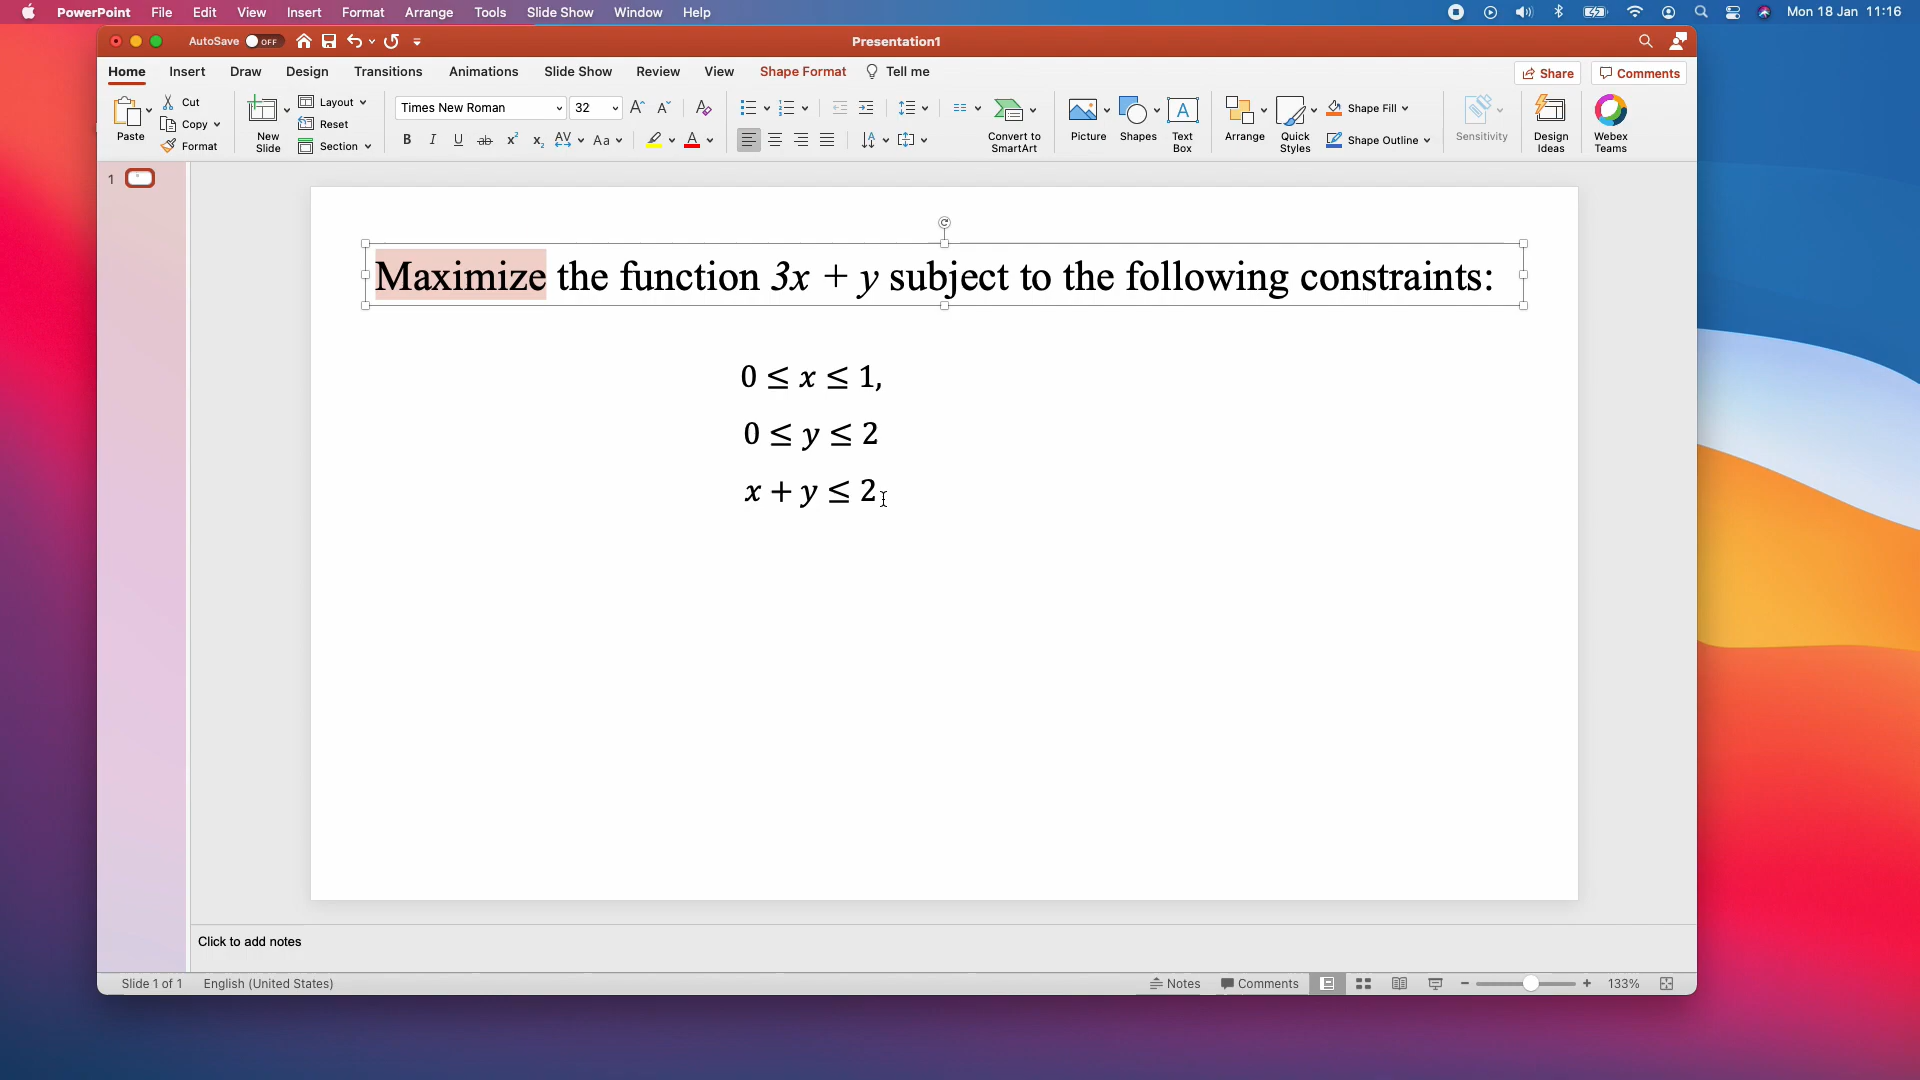 PowerPoint File Edit View Insert Format Arrange Tools Slide Show Window Help Mon 18 Jan 11:16
AutoSave OFF Presentation1
Home Insert Draw Design Transitions Animations Slide Show Review View Shape Format Tell me Share Comments
Paste Cut Copy Format
New Slide Layout Reset Section
Times New Roman 32
Convert to SmartArt
Picture Shapes Text Box
Arrange Quick Styles Shape Fill Shape Outline
Sensitivity
Design Ideas
Webex Teams
1
Maximize the function 3x + y subject to the following constraints:
0 ≤ x ≤ 1,
0 ≤ y ≤ 2
x + y ≤ 2
Click to add notes
Slide 1 of 1 English (United States) Notes Comments 133%